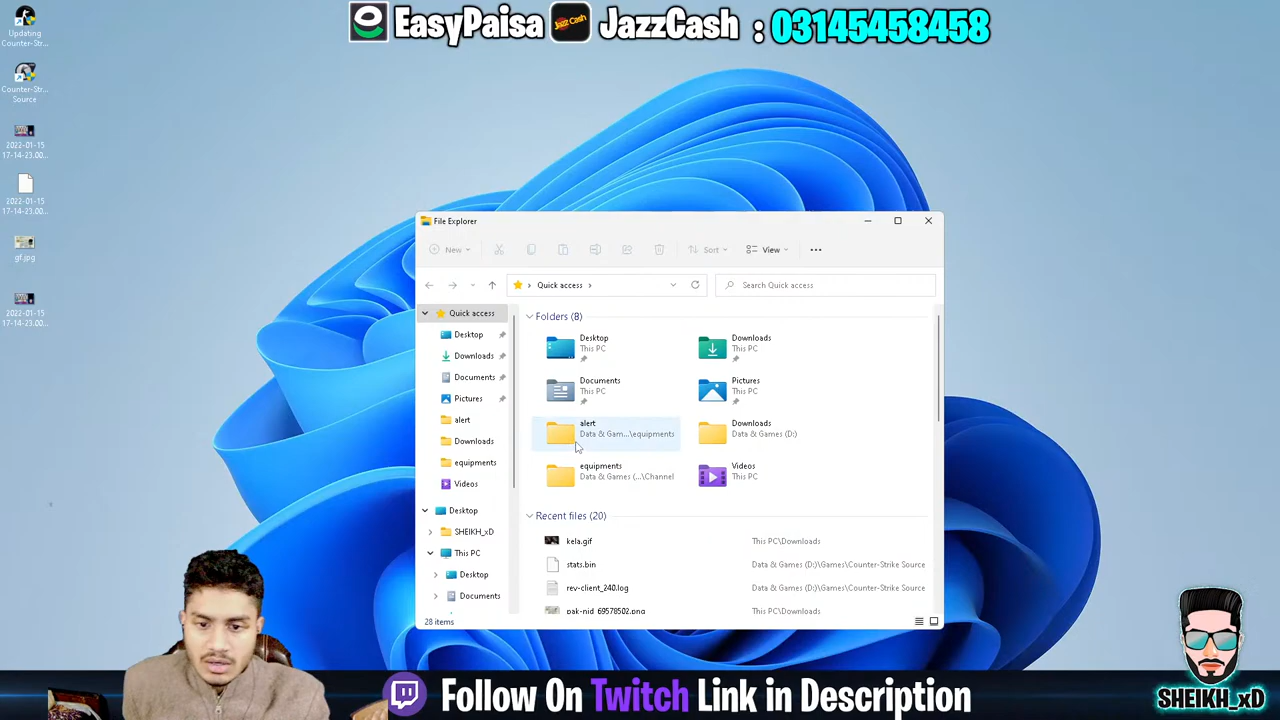 EasyPaisa JazzCash : 03145458458
Updating
Counter-Str...
Counter-Str...
Source
2022-01-15
17-14-23.00...
2022-01-15
17-14-23.00...
gf.jpg
2022-01-15
17-14-23.00...
File Explorer
New
Sort
View
Quick access
Search Quick access
Quick access
Desktop
Downloads
Documents
Pictures
alert
Downloads
equipments
Videos
Desktop
SHEIKH_xD
This PC
Desktop
Documents
Folders (8)
Desktop
This PC
Downloads
This PC
Documents
This PC
Pictures
This PC
alert
Data & Gam...\equipments
Downloads
Data & Games (D:)
equipments
Data & Games (...\Channel
Videos
This PC
Recent files (20)
kela.gif This PC\Downloads
stats.bin Data & Games (D:)\Games\Counter-Strike Source
rev-client_240.log Data & Games (D:)\Games\Counter-Strike Source
pak-nid_69578502.png This PC\Downloads
28 items
Follow On Twitch Link in Description
SHEIKH_xD